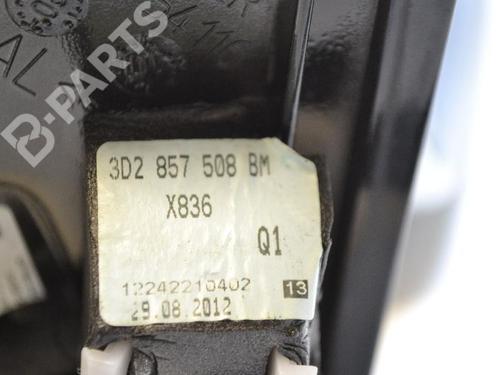 B-PARTS
3D2 857 508 BM
X836
Q1
12242210402 13
29.08.2012